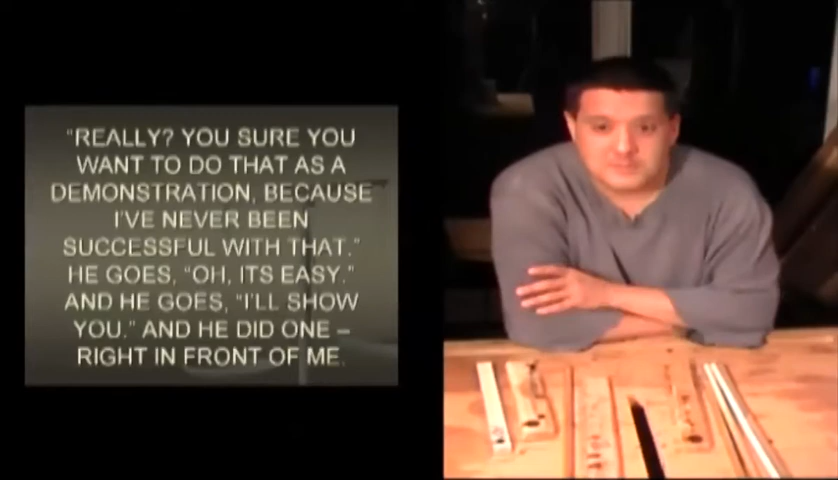 "REALLY? YOU SURE YOU
WANT TO DO THAT AS A
DEMONSTRATION, BECAUSE
I'VE NEVER BEEN
SUCCESSFUL WITH THAT."
HE GOES, "OH, ITS EASY."
AND HE GOES, "I'LL SHOW
YOU." AND HE DID ONE –
RIGHT IN FRONT OF ME.